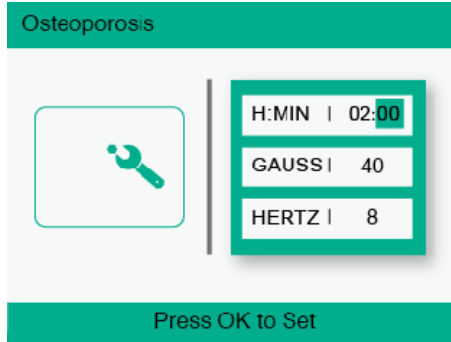 Osteoporosis
H:MIN | 02:00
GAUSS | 40
HERTZ | 8
Press OK to Set